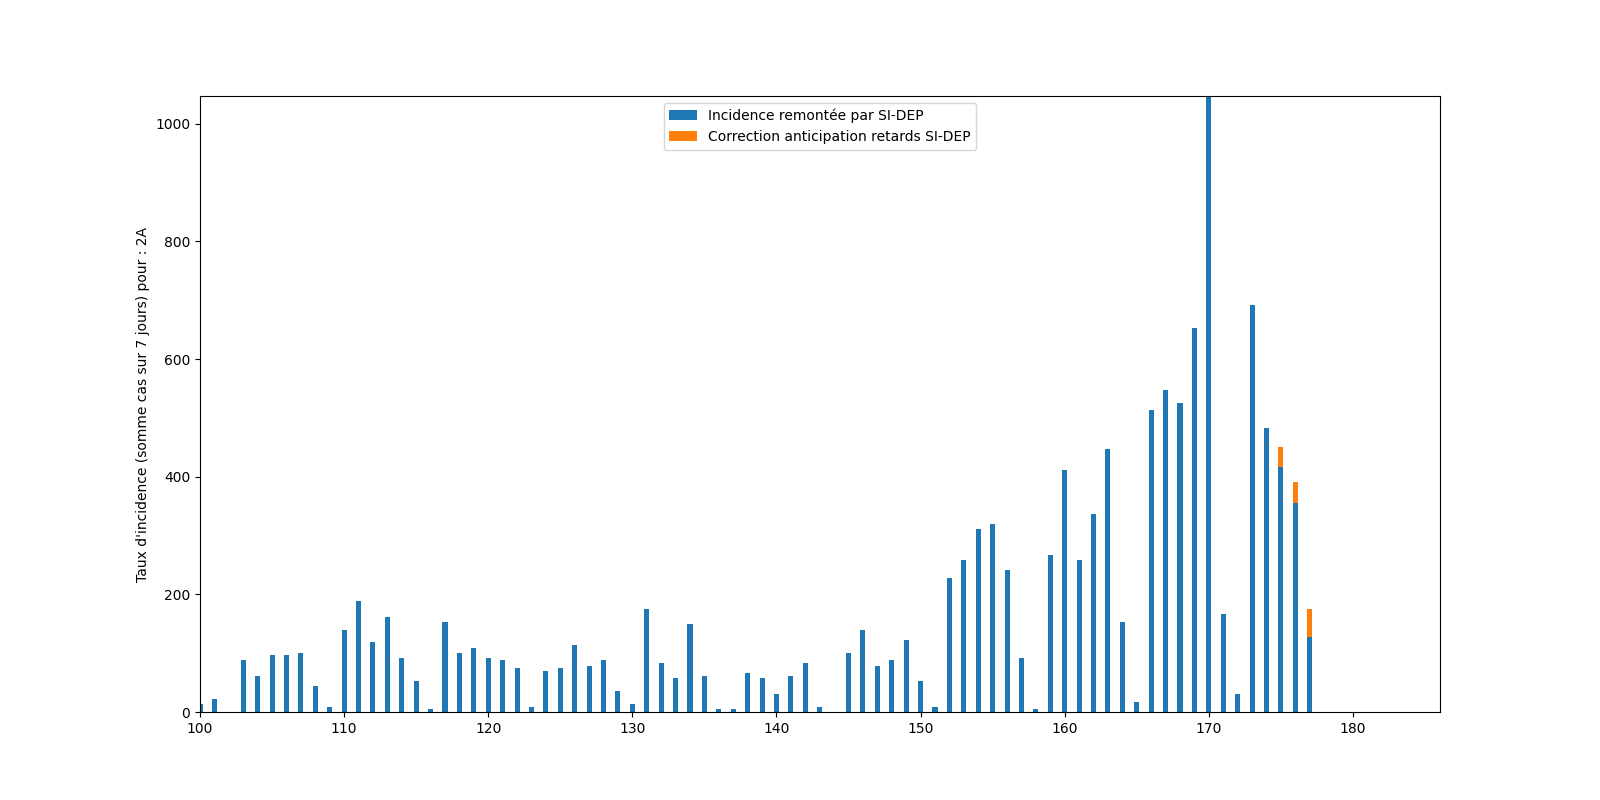 Incidence remontée par SI-DEP
Correction anticipation retards SI-DEP
Taux d'incidence (somme cas sur 7 jours) pour : 2A
1000
800
600
400
200
0
100 110 120 130 140 150 160 170 180